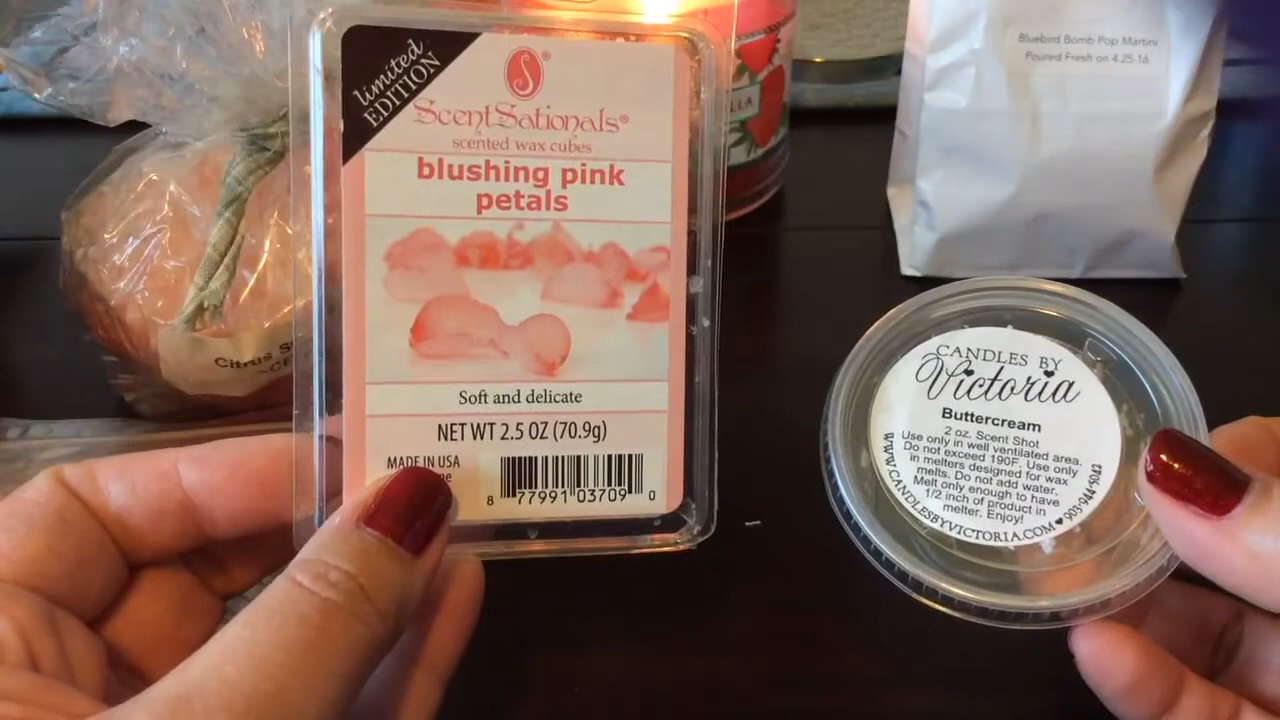 limited
EDITION
ScentSationals®
scented wax cubes
blushing pink
petals
Soft and delicate
NET WT 2.5 OZ (70.9g)
MADE IN USA
8 77991 03709 0
Bluebird Bomb Pop Martini
Poured Fresh on 4.25.16
CANDLES BY
Victoria
Buttercream
2 oz. Scent Shot
Use only in well ventilated area.
Do not exceed 190F. Use only
in melters designed for wax
melts. Do not add water.
Melt only enough to have
1/2 inch of product in
melter. Enjoy!
WWW.CANDLESBYVICTORIA.COM ♥ 903-944-5042
Citrus